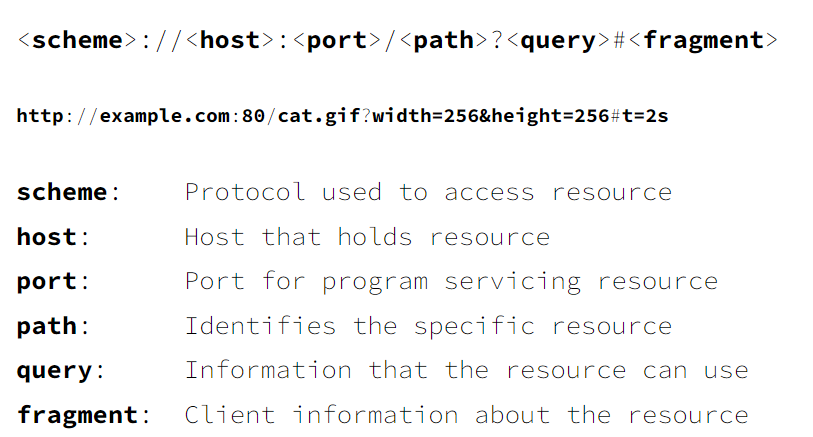 <scheme>://<host>:<port>/<path>?<query>#<fragment>
http://example.com:80/cat.gif?width=256&height=256#t=2s
scheme: Protocol used to access resource
host: Host that holds resource
port: Port for program servicing resource
path: Identifies the specific resource
query: Information that the resource can use
fragment: Client information about the resource